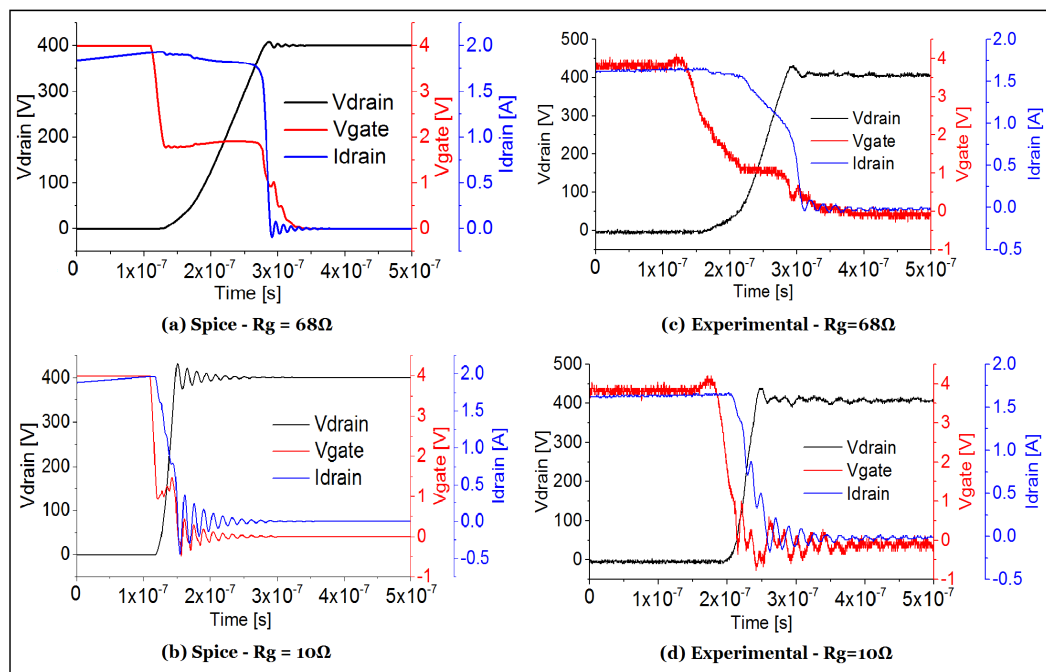 400
300
200
100
0
Vdrain [V]
Vdrain
Vgate
Idrain
4
3
2
1
0
Vgate [V]
2.0
1.5
1.0
0.5
0.0
Idrain [A]
0 1x10-7 2x10-7 3x10-7 4x10-7 5x10-7
Time [s]
(a) Spice - Rg = 68Ω
500
400
300
200
100
0
Vdrain [V]
Vdrain
Vgate
Idrain
4
3
2
1
0
-1
Vgate [V]
2.0
1.5
1.0
0.5
0.0
-0.5
Idrain [A]
0 1x10-7 2x10-7 3x10-7 4x10-7 5x10-7
Time [s]
(c) Experimental - Rg=68Ω
400
300
200
100
0
Vdrain [V]
Vdrain
Vgate
Idrain
4
3
2
1
0
-1
Vgate [V]
2.0
1.5
1.0
0.5
0.0
-0.5
Idrain [A]
0 1x10-7 2x10-7 3x10-7 4x10-7 5x10-7
Time [s]
(b) Spice - Rg = 10Ω
500
400
300
200
100
0
Vdrain [V]
Vdrain
Vgate
Idrain
4
3
2
1
0
-1
Vgate [V]
2.0
1.5
1.0
0.5
0.0
-0.5
Idrain [A]
0 1x10-7 2x10-7 3x10-7 4x10-7 5x10-7
Time [s]
(d) Experimental - Rg=10Ω